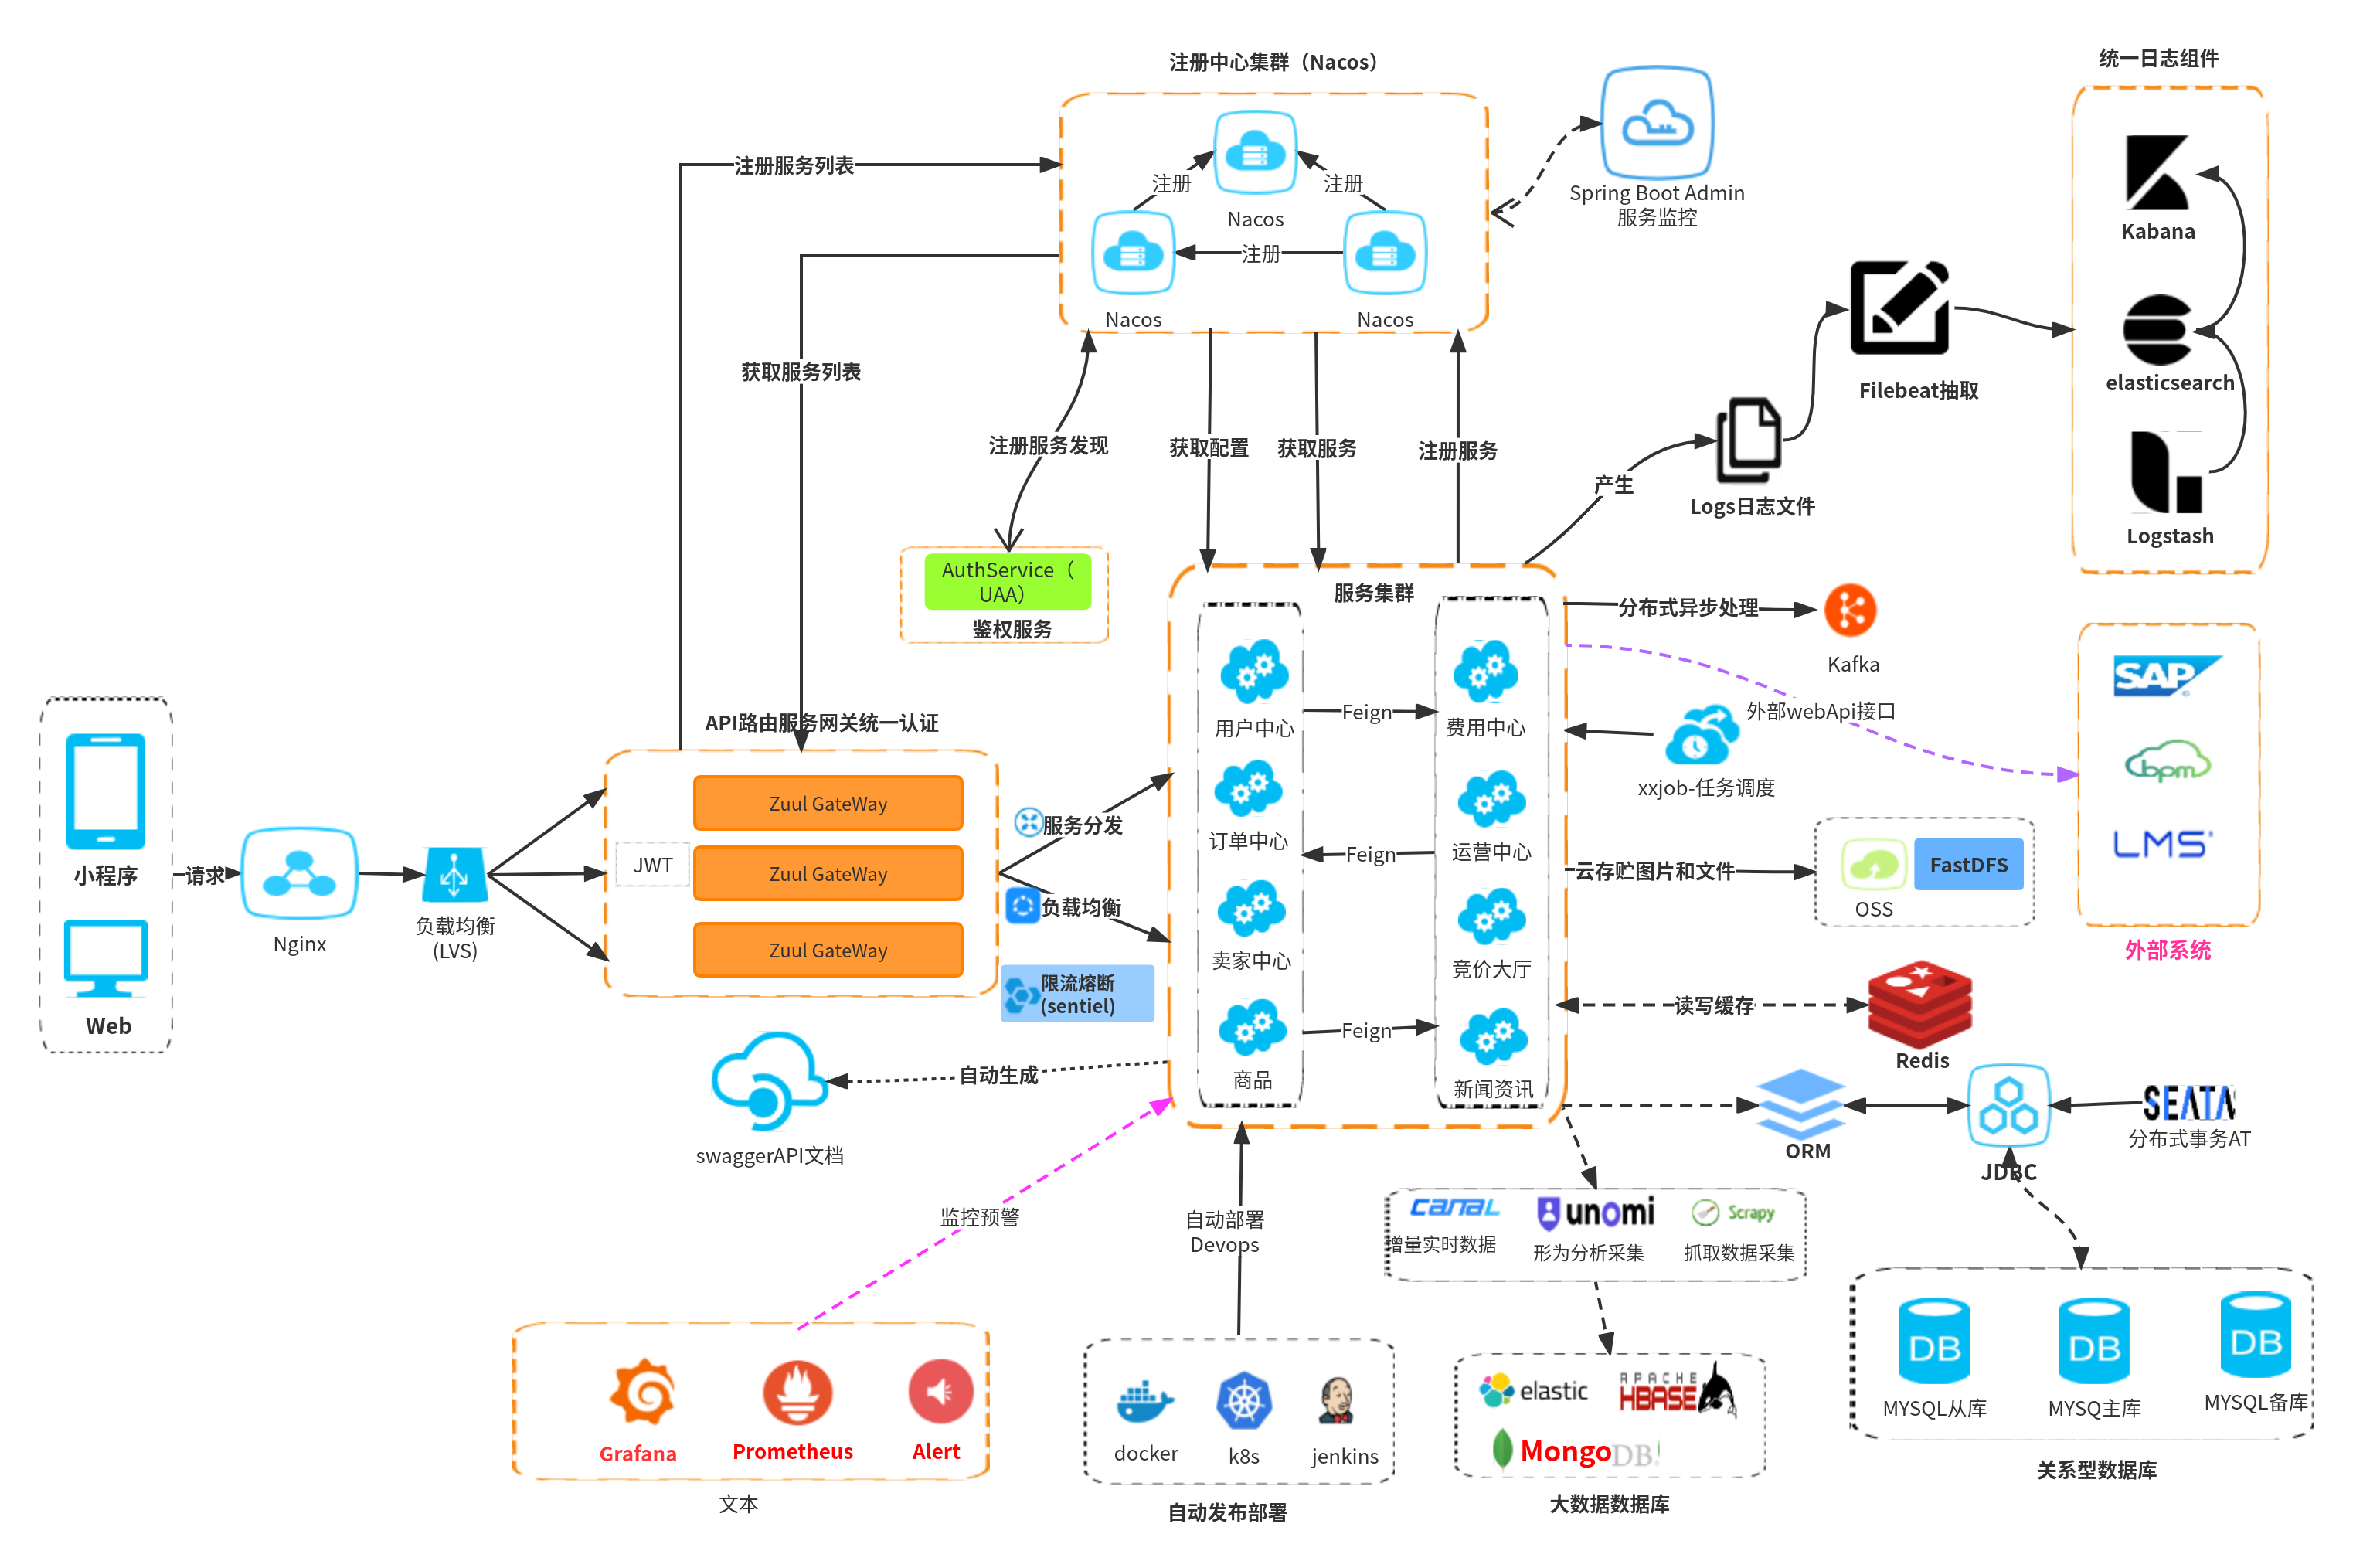 注册中心集群（Nacos）
统一日志组件
注册服务列表
注册
注册
Nacos
注册
Nacos
Nacos
Spring Boot Admin
服务监控
Kabana
elasticsearch
Logstash
Filebeat抽取
Logs日志文件
产生
获取服务列表
注册服务发现
获取配置
获取服务
注册服务
AuthService（
UAA）
鉴权服务
服务集群
分布式异步处理
Kafka
用户中心
Feign
费用中心
订单中心
Feign
运营中心
卖家中心
竞价大厅
商品
Feign
新闻资讯
外部webApi接口
xxjob-任务调度
SAP
bpm
LMS
外部系统
云存贮图片和文件
OSS
FastDFS
读写缓存
Redis
API路由服务网关统一认证
JWT
Zuul GateWay
Zuul GateWay
Zuul GateWay
服务分发
负载均衡
限流熔断
(sentiel)
小程序
Web
请求
Nginx
负载均衡
(LVS)
自动生成
swaggerAPI文档
ORM
JDBC
SEATA
分布式事务AT
监控预警
自动部署
Devops
CANAL
增量实时数据
unomi
形为分析采集
Scrapy
抓取数据采集
Grafana
Prometheus
Alert
文本
docker
k8s
jenkins
自动发布部署
elastic
APACHE
HBASE
MongoDB
大数据数据库
DB
MYSQL从库
DB
MYSQ主库
DB
MYSQL备库
关系型数据库